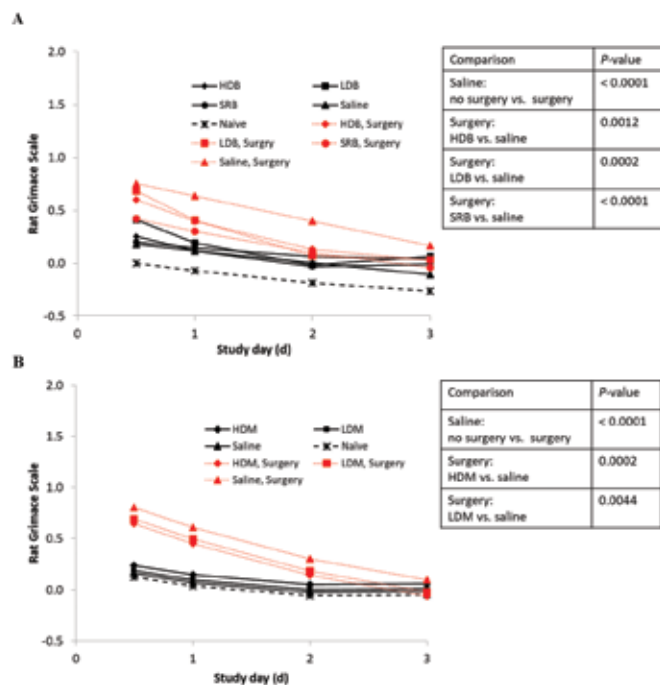 A
2.0
1.5
1.0
0.5
0.0
-0.5
Rat Grimace Scale
HDB
LDB
SRB
Saline
Naïve
HDB, Surgery
LDB, Surgry
SRB, Surgery
Saline, Surgery
0
1
2
3
Study day (d)
Comparison P-value
Saline: < 0.0001
no surgery vs. surgery
Surgery: 0.0012
HDB vs. saline
Surgery: 0.0002
LDB vs. saline
Surgery: < 0.0001
SRB vs. saline
B
2.0
1.5
1.0
0.5
0.0
-0.5
Rat Grimace Scale
HDM
LDM
Saline
Naïve
HDM, Surgery
LDM, Surgery
Saline, Surgery
0
1
2
3
Study day (d)
Comparison P-value
Saline: < 0.0001
no surgery vs. surgery
Surgery: 0.0002
HDM vs. saline
Surgery: 0.0044
LDM vs. saline